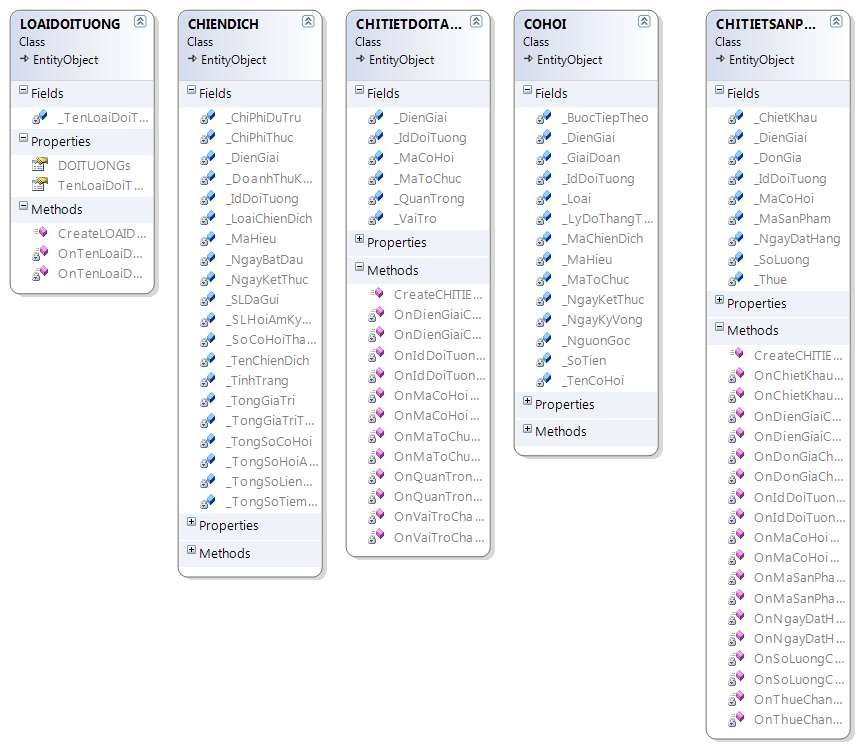 LOAIDOITUONG
Class
EntityObject
Fields
_TenLoaiDoiT...
Properties
DOITUONGs
TenLoaiDoiT...
Methods
CreateLOAID...
OnTenLoaiD...
OnTenLoaiD...
CHIENDICH
Class
EntityObject
Fields
_ChiPhiDuTru
_ChiPhiThuc
_DienGiai
_DoanhThuK...
_IdDoiTuong
_LoaiChienDich
_MaHieu
_NgayBatDau
_NgayKetThuc
_SLDaGui
_SLHoiAmKy...
_SoCoHoiTha...
_TenChienDich
_TinhTrang
_TongGiaTri
_TongGiaTriT...
_TongSoCoHoi
_TongSoHoiA...
_TongSoLien...
_TongSoTiem...
Properties
Methods
CHITIETDOITA...
Class
EntityObject
Fields
_DienGiai
_IdDoiTuong
_MaCoHoi
_MaToChuc
_QuanTrong
_VaiTro
Properties
Methods
CreateCHITIE...
OnDienGiaiC...
OnDienGiaiC...
OnIdDoiTuon...
OnIdDoiTuon...
OnMaCoHoi...
OnMaCoHoi...
OnMaToChu...
OnMaToChu...
OnQuanTron...
OnQuanTron...
OnVaiTroCha...
OnVaiTroCha...
COHOI
Class
EntityObject
Fields
_BuocTiepTheo
_DienGiai
_GiaiDoan
_IdDoiTuong
_Loai
_LyDoThangT...
_MaChienDich
_MaHieu
_MaToChuc
_NgayKetThuc
_NgayKyVong
_NguonGoc
_SoTien
_TenCoHoi
Properties
Methods
CHITIETSANP...
Class
EntityObject
Fields
_ChietKhau
_DienGiai
_DonGia
_IdDoiTuong
_MaCoHoi
_MaSanPham
_NgayDatHang
_SoLuong
_Thue
Properties
Methods
CreateCHITIE...
OnChietKhau...
OnChietKhau...
OnDienGiaiC...
OnDienGiaiC...
OnDonGiaCh...
OnDonGiaCh...
OnIdDoiTuon...
OnIdDoiTuon...
OnMaCoHoi...
OnMaCoHoi...
OnMaSanPha...
OnMaSanPha...
OnNgayDatH...
OnNgayDatH...
OnSoLuongC...
OnSoLuongC...
OnThueChan...
OnThueChan...